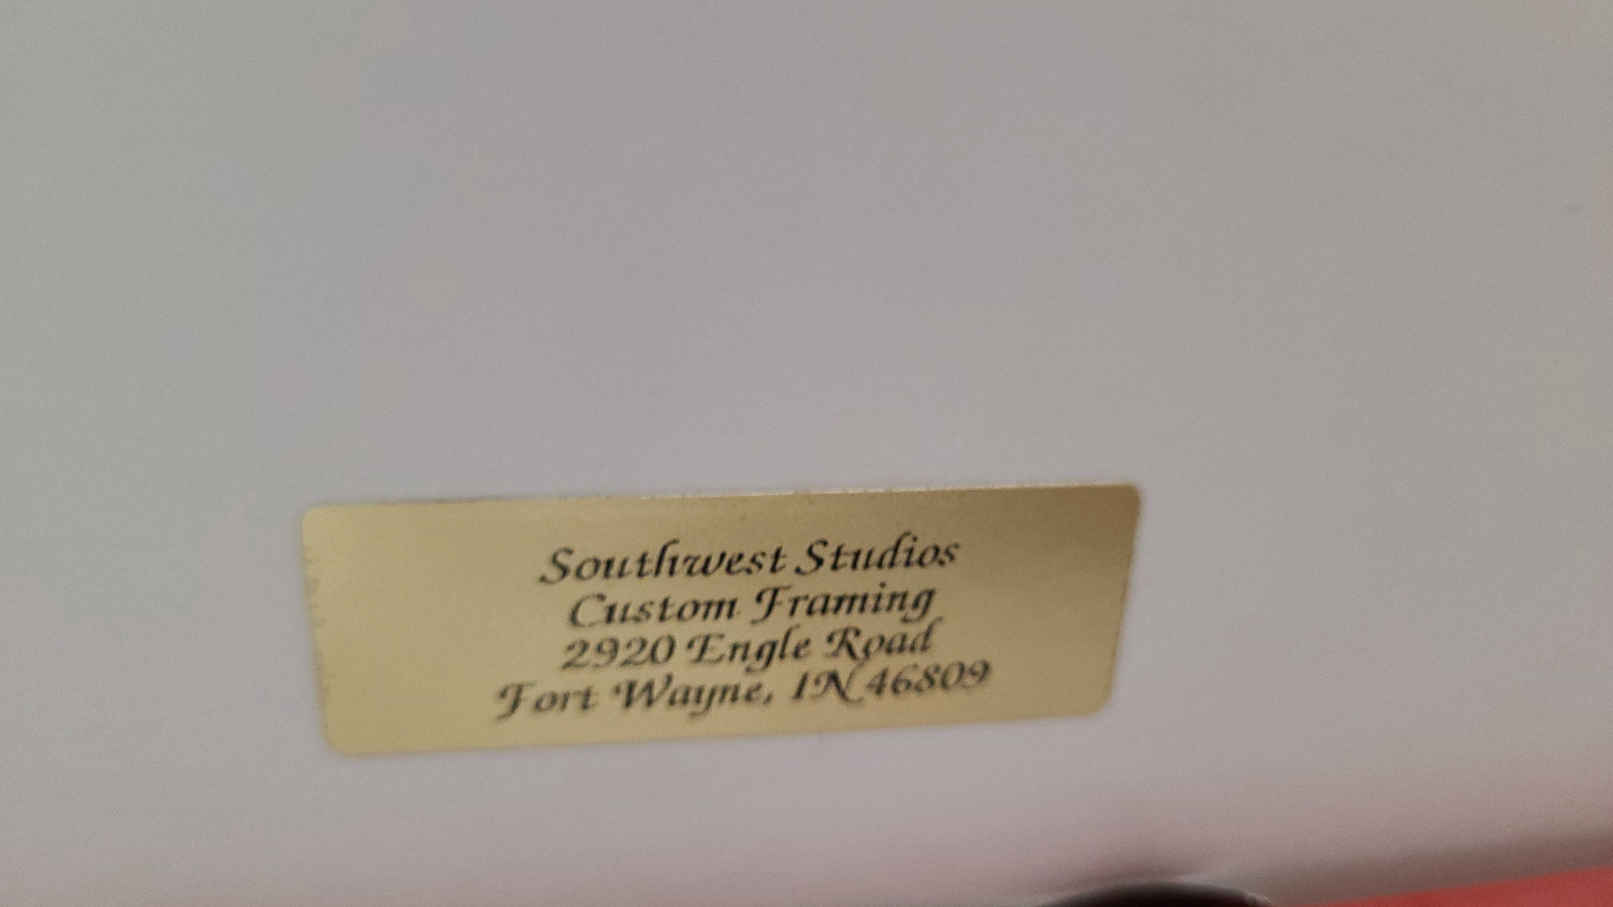 Southwest Studios
Custom Framing
2920 Engle Road
Fort Wayne, IN 46809